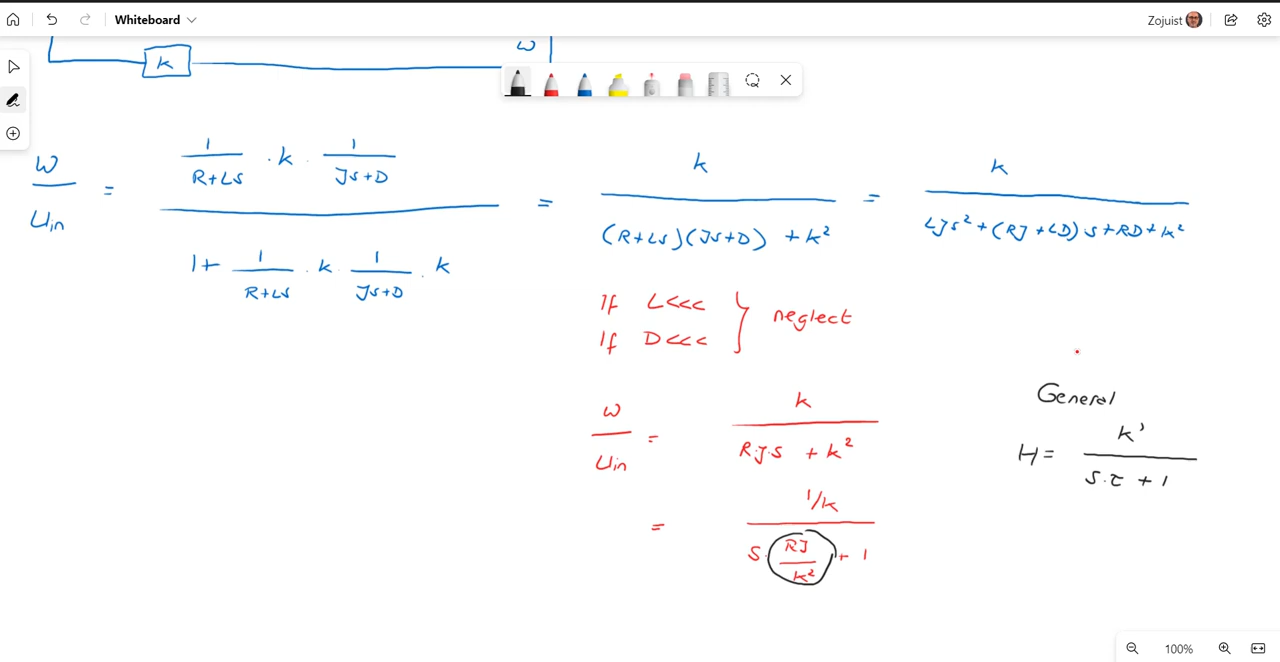 Whiteboard
Zojuist
k
ω
ω/Uin = (1/(R+Ls) · k · 1/(Js+D)) / (1 + 1/(R+Ls) · k · 1/(Js+D) · k) = k/((R+Ls)(Js+D) + k²) = k/(LJs² + (RJ+LD)s + RD + k²)
If L<<<
If D<<<
} neglect
ω/Uin = k/(R·J·s + k²)
= (1/k)/(s·RJ/k² + 1)
General
H = k'/(s·τ + 1)
100%